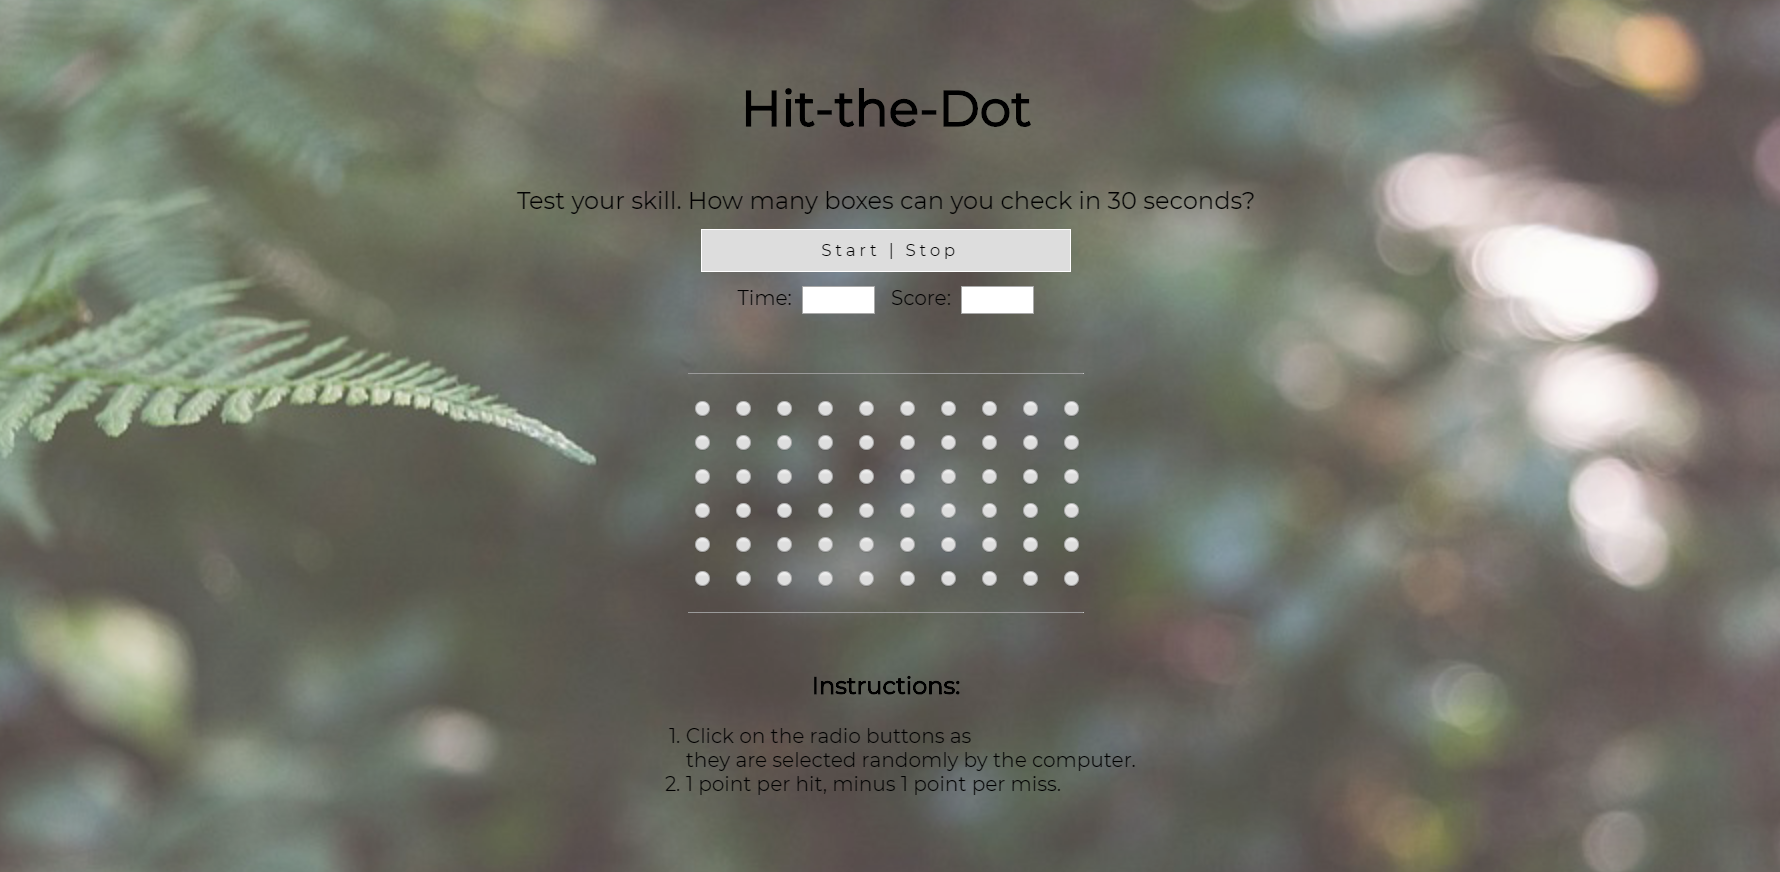 Hit-the-Dot
Test your skill. How many boxes can you check in 30 seconds?
Start | Stop
Time: Score:
Instructions:
1. Click on the radio buttons as
they are selected randomly by the computer.
2. 1 point per hit, minus 1 point per miss.